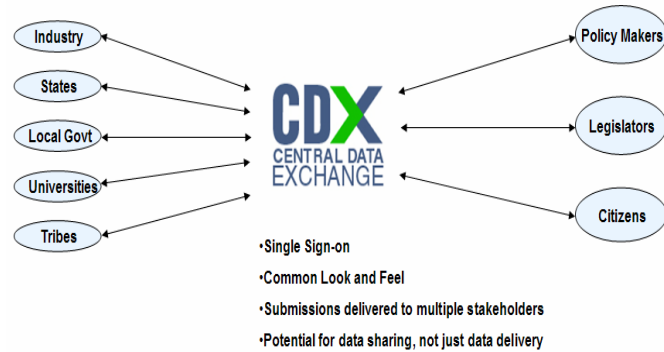 Industry
States
Local Govt
Universities
Tribes
CDX
CENTRAL DATA
EXCHANGE
Policy Makers
Legislators
Citizens
•Single Sign-on
•Common Look and Feel
•Submissions delivered to multiple stakeholders
•Potential for data sharing, not just data delivery